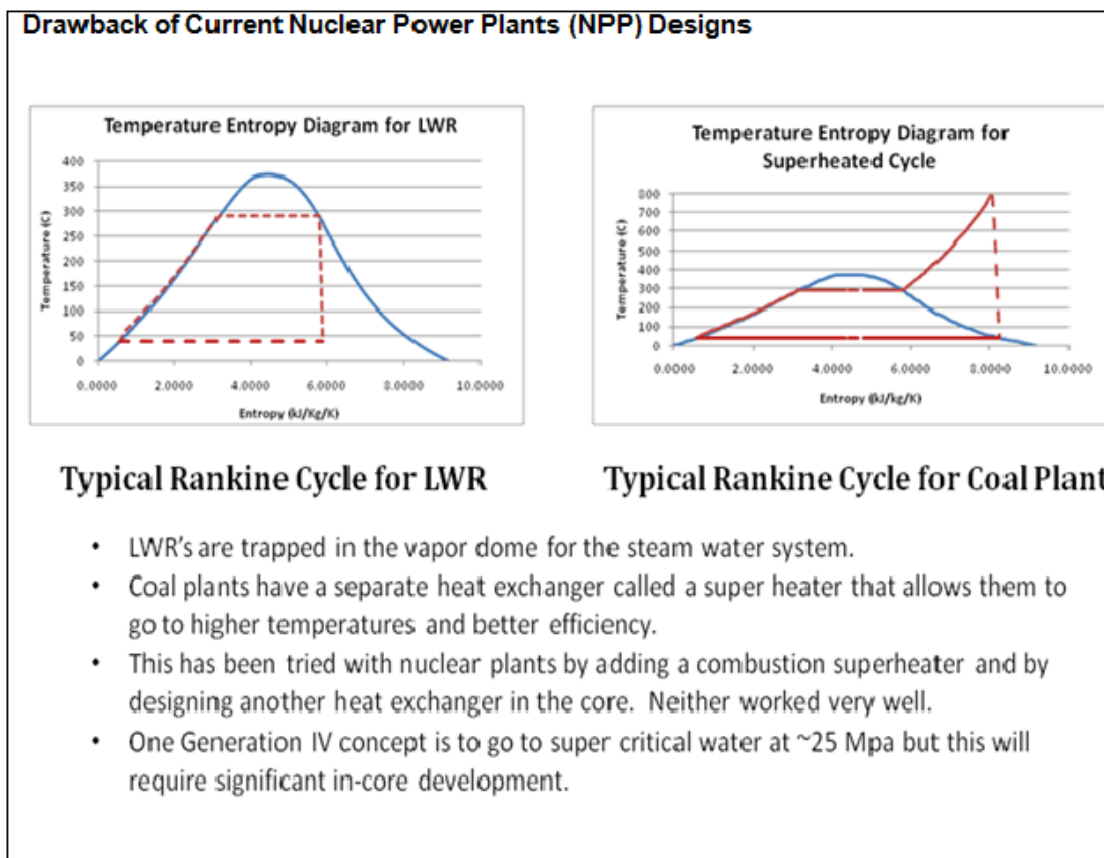 Drawback of Current Nuclear Power Plants (NPP) Designs
Temperature Entropy Diagram for LWR
400
350
300
250
200
150
100
50
0
Temperature (C)
0.0000 2.0000 4.0000 6.0000 8.0000 10.0000
Entropy (kJ/Kg/K)
Temperature Entropy Diagram for
Superheated Cycle
800
700
600
500
400
300
200
100
0
Temperature (C)
0.0000 2.0000 4.0000 6.0000 8.0000 10.0000
Entropy (kJ/kg/K)
Typical Rankine Cycle for LWR
Typical Rankine Cycle for Coal Plant
• LWR's are trapped in the vapor dome for the steam water system.
• Coal plants have a separate heat exchanger called a super heater that allows them to
go to higher temperatures and better efficiency.
• This has been tried with nuclear plants by adding a combustion superheater and by
designing another heat exchanger in the core. Neither worked very well.
• One Generation IV concept is to go to super critical water at ~25 Mpa but this will
require significant in-core development.